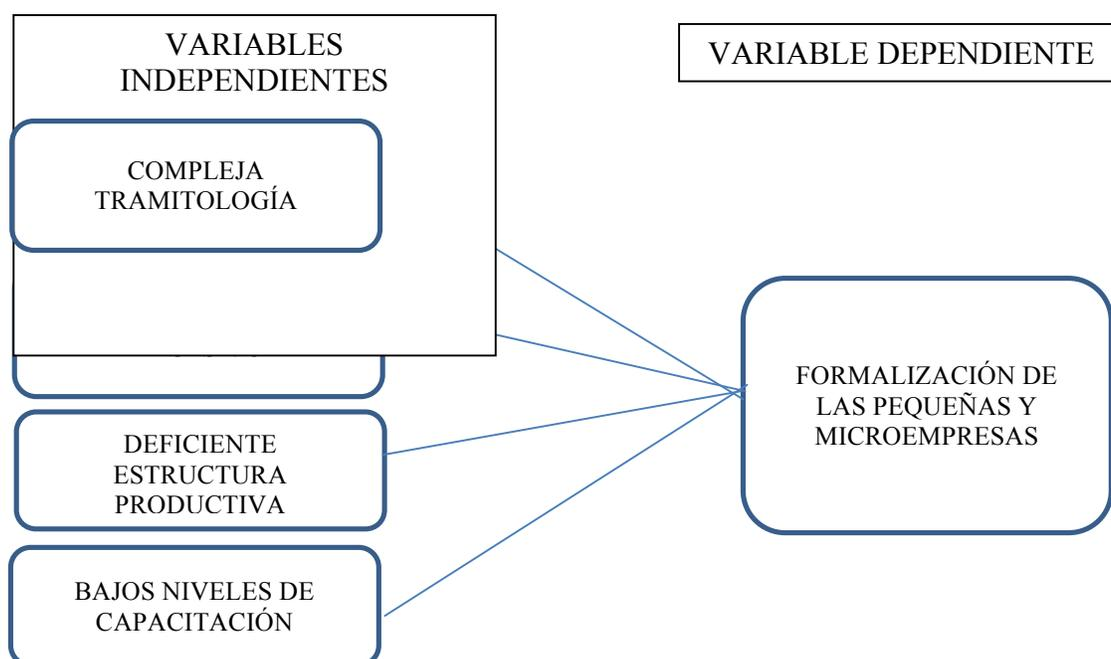 VARIABLES
INDEPENDIENTES
VARIABLE DEPENDIENTE
COMPLEJA
TRAMITOLOGÍA
DEFICIENTE
ESTRUCTURA
PRODUCTIVA
BAJOS NIVELES DE
CAPACITACIÓN
FORMALIZACIÓN DE
LAS PEQUEÑAS Y
MICROEMPRESAS